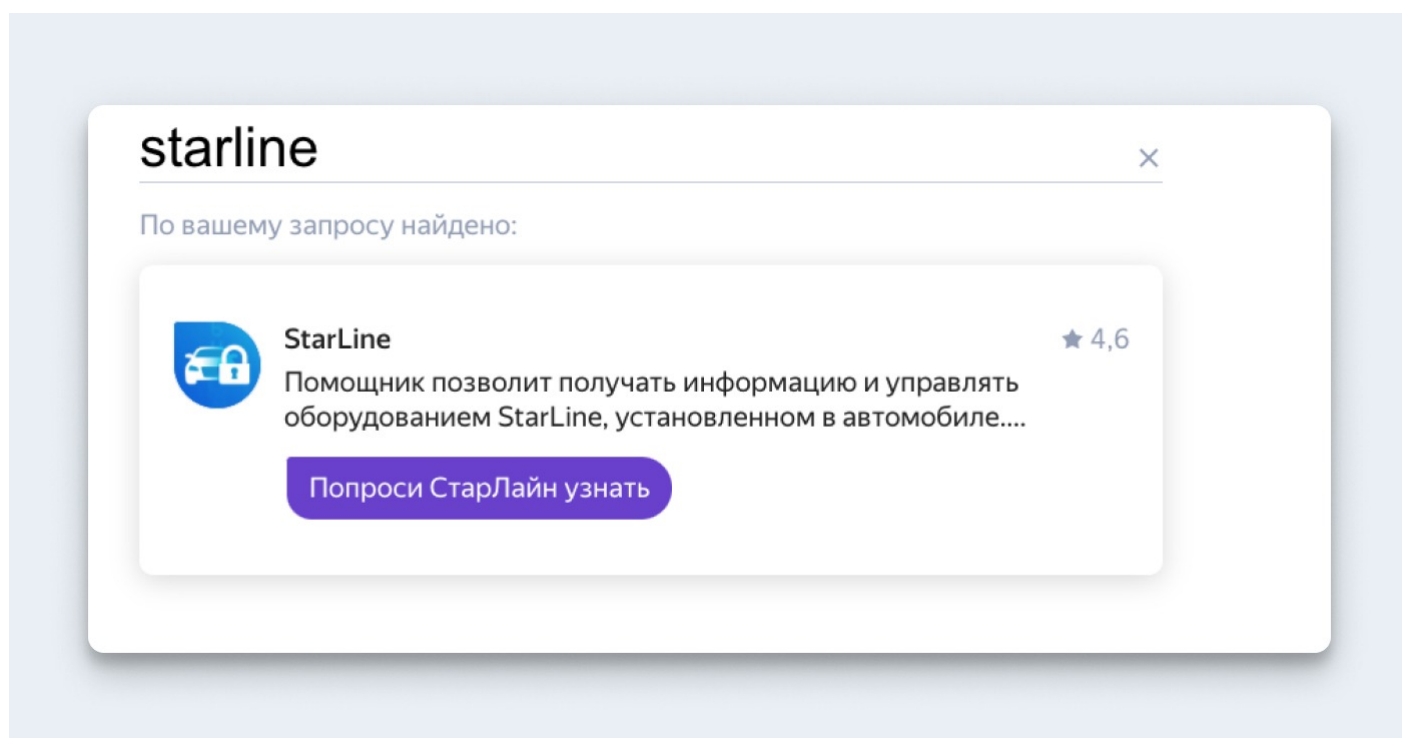 starline
По вашему запросу найдено:
StarLine
4,6
Помощник позволит получать информацию и управлять
оборудованием StarLine, установленном в автомобиле....
Попроси СтарЛайн узнать